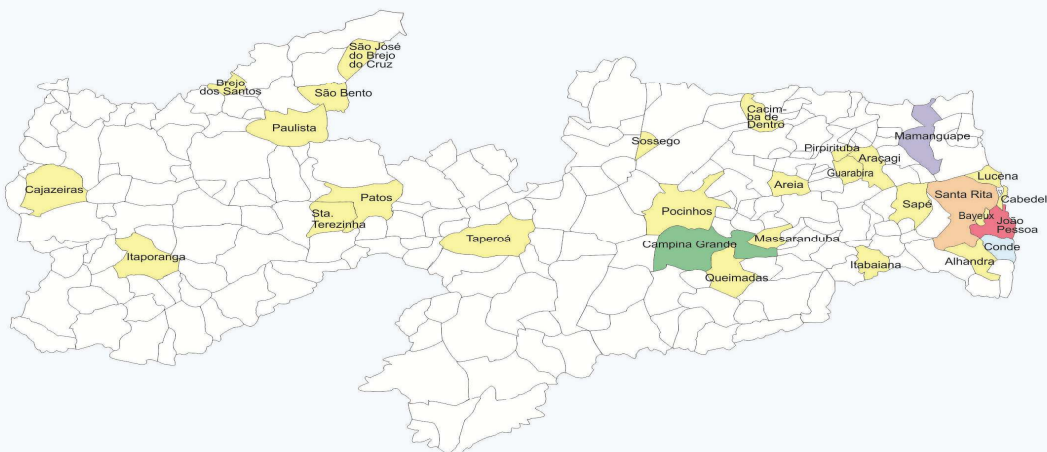 São José
do Brejo
do Cruz
Brejo
dos Santos
São Bento
Paulista
Cacim-
ba de
Dentro
Sossego
Mamanguape
Pirpirituba
Araçagi
Guarabira
Lucena
Cajazeiras
Patos
Areia
Santa Rita
Cabedel
Sapé
Sta.
Terezinha
Pocinhos
Bayeux
João
Pessoa
Taperoá
Campina Grande
Massaranduba
Conde
Itaporanga
Queimadas
Itabaiana
Alhandra